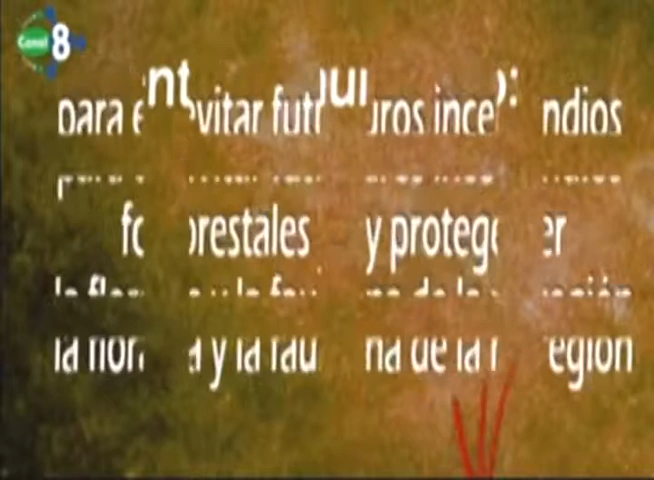 Canal 8
para evitar futuros incendios
forestales y proteger
la flora y la fauna de la región